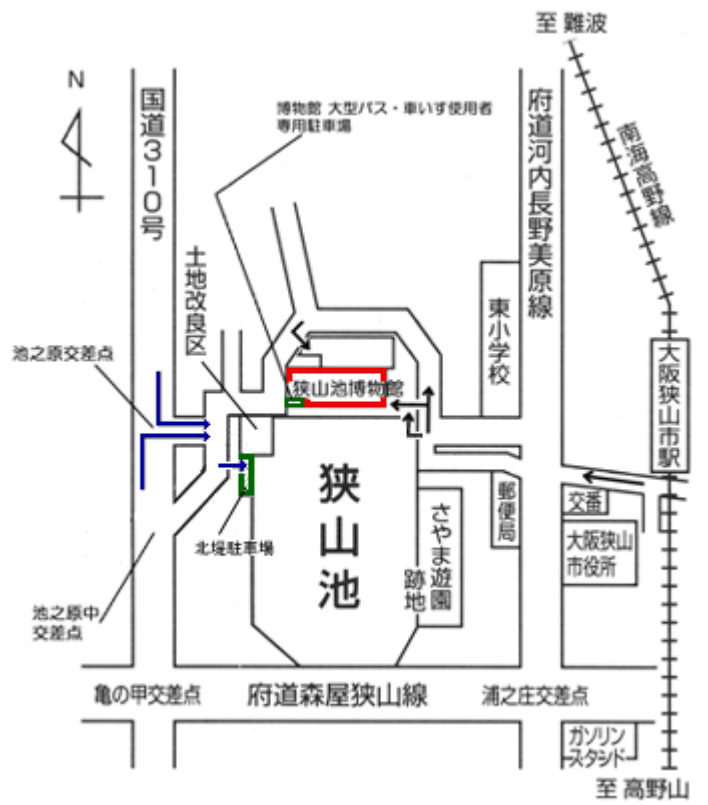 至 難波
N
国道310号
博物館 大型バス・車いす使用者
専用駐車場
府道河内長野美原線
南海高野線
土地改良区
東小学校
池之原交差点
大阪狭山市駅
狭山池博物館
狭山池
郵便局
さやま遊園
跡地
交番
大阪狭山
市役所
北堤駐車場
池之原中
交差点
亀の甲交差点
府道森屋狭山線
浦之庄交差点
ガソリン
スタンド
至 高野山